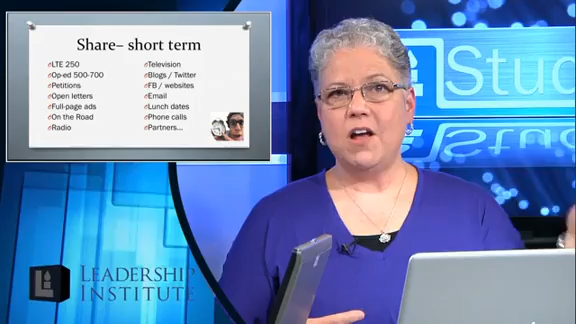 Share– short term
LTE 250
Op-ed 500-700
Petitions
Open letters
Full-page ads
On the Road
Radio
Television
Blogs / Twitter
FB / websites
Email
Lunch dates
Phone calls
Partners...
Stud
LEADERSHIP
INSTITUTE